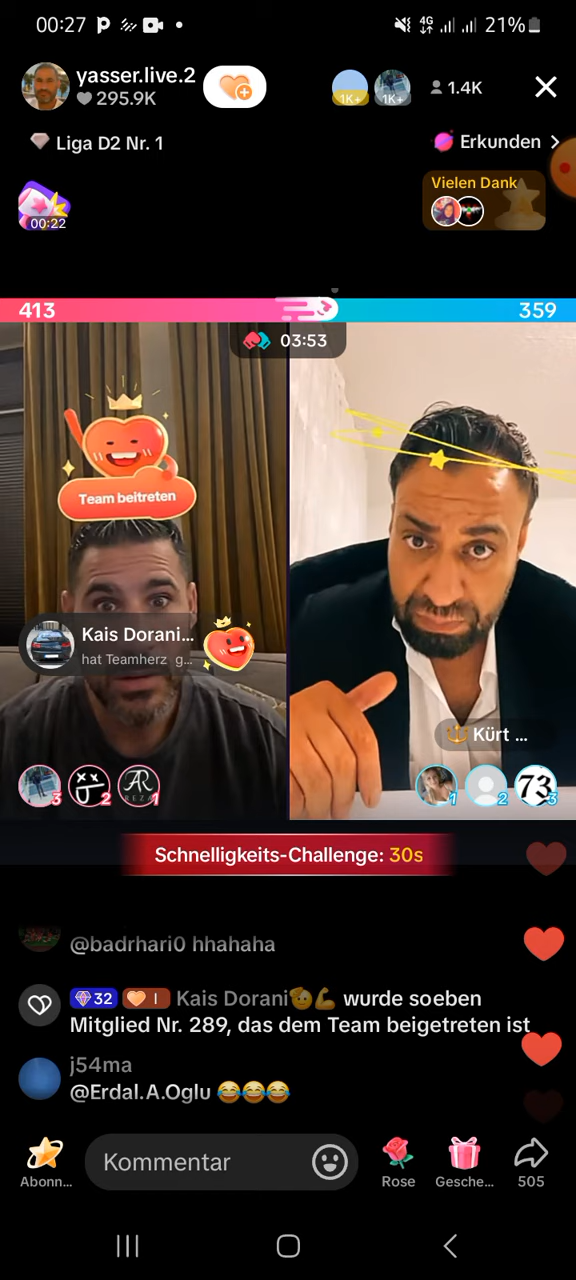 00:27
4G
21%
yasser.live.2
295.9K
1K+
1K+
1.4K
Liga D2 Nr. 1
Erkunden
00:22
Vielen Dank
413
359
03:53
Team beitreten
Kais Dorani...
hat Teamherz g...
Kürt ...
3
2
AR
REZA
1
1
2
73
3
Schnelligkeits-Challenge: 30s
@badrhari0 hhahaha
32 I Kais Dorani🫡💪 wurde soeben
Mitglied Nr. 289, das dem Team beigetreten ist
j54ma
@Erdal.A.Oglu 😂😂😂
Abonn...
Kommentar
Rose
Gesche...
505